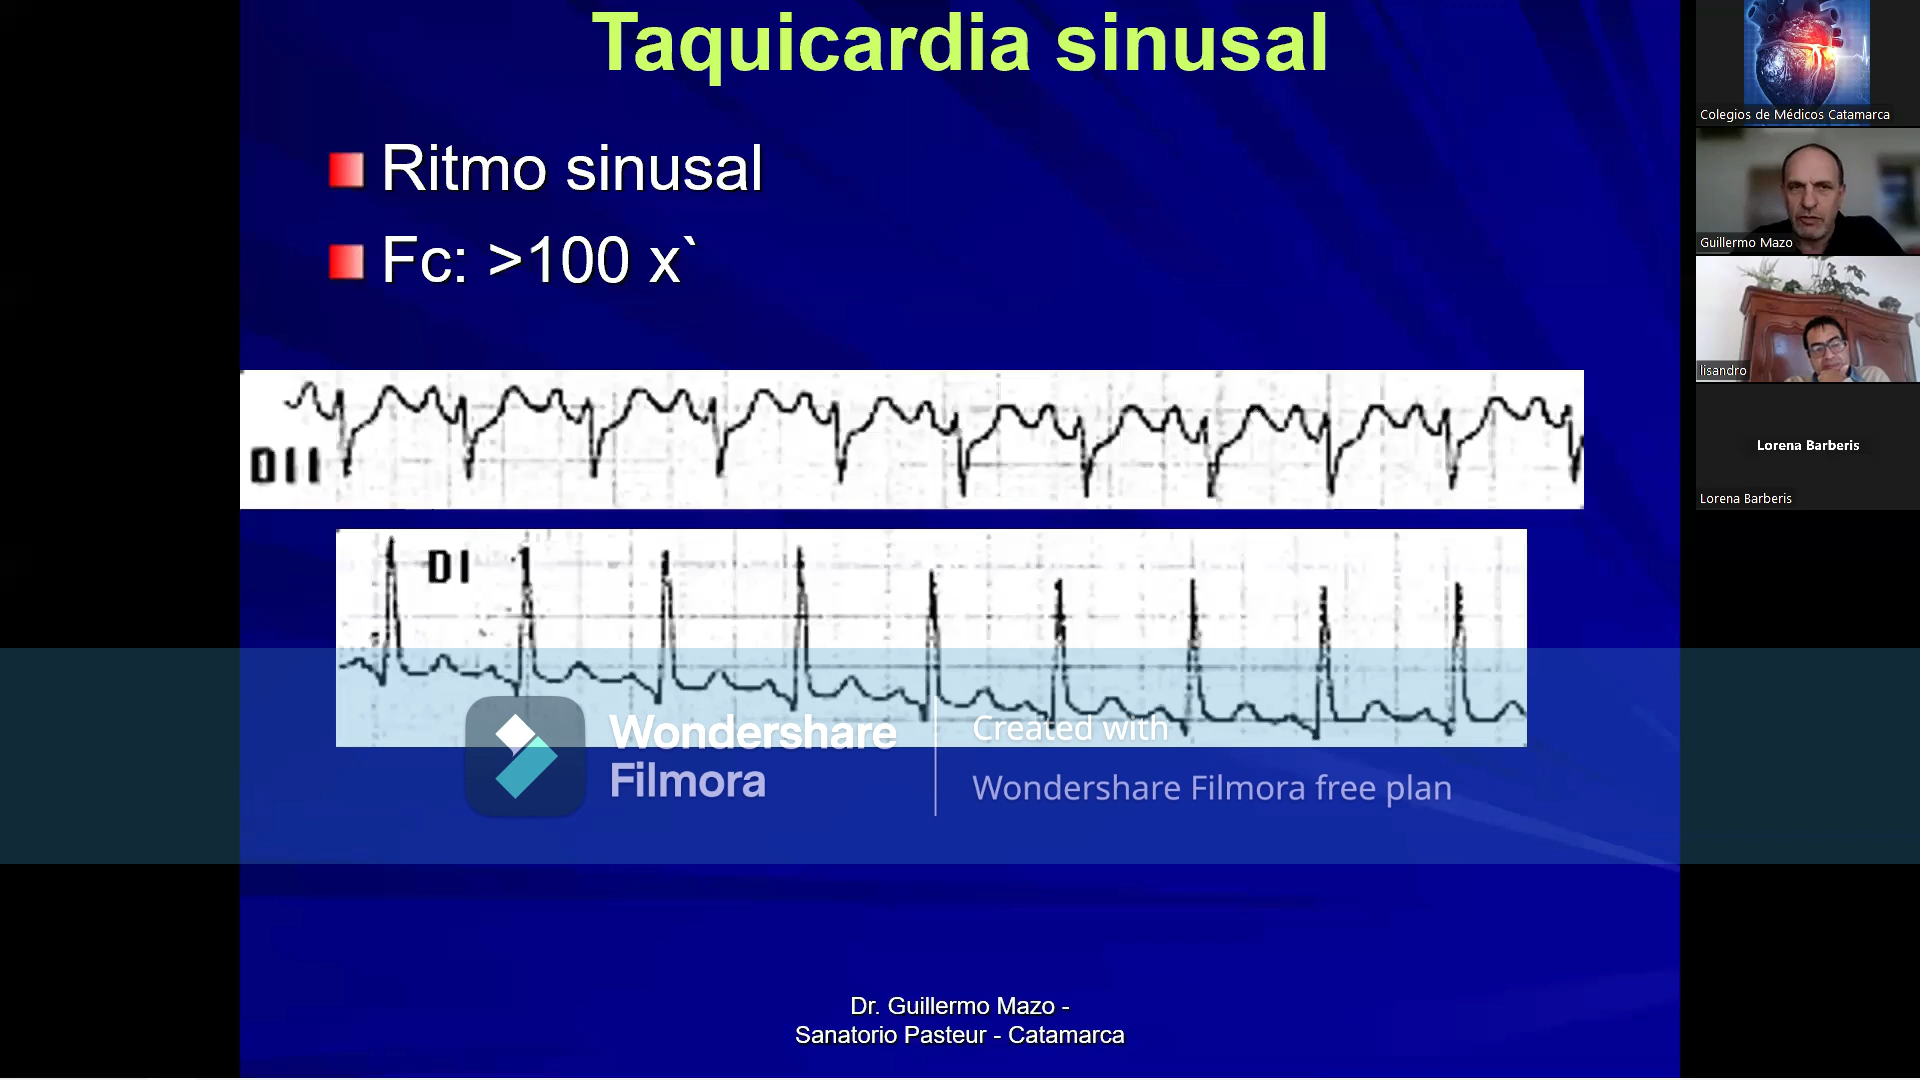 Taquicardia sinusal
Ritmo sinusal
Fc: >100 x`
DII
DI
Wondershare
Filmora
Created with
Wondershare Filmora free plan
Dr. Guillermo Mazo -
Sanatorio Pasteur - Catamarca
Colegios de Médicos Catamarca
Guillermo Mazo
lisandro
Lorena Barberis
Lorena Barberis